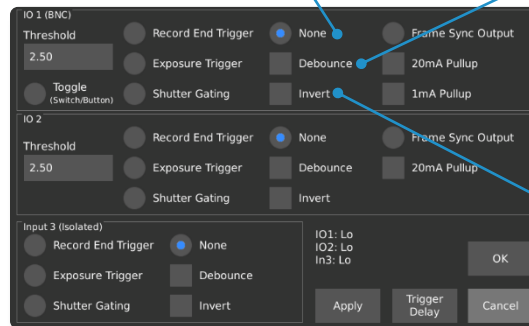 IO 1 (BNC)
Threshold
2.50
Toggle
(Switch/Button)
Record End Trigger
None
Frame Sync Output
Exposure Trigger
Debounce
20mA Pullup
Shutter Gating
Invert
1mA Pullup
IO 2
Threshold
2.50
Record End Trigger
None
Frame Sync Output
Exposure Trigger
Debounce
20mA Pullup
Shutter Gating
Invert
Input 3 (Isolated)
Record End Trigger
None
Exposure Trigger
Debounce
Shutter Gating
Invert
IO1: Lo
IO2: Lo
In3: Lo
OK
Apply
Trigger
Delay
Cancel